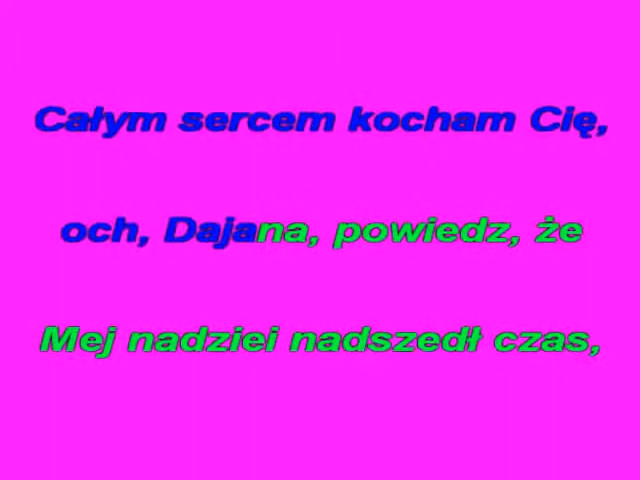 Całym sercem kocham Cię,
och, Dajana, powiedz, że
Mej nadziei nadszedł czas,